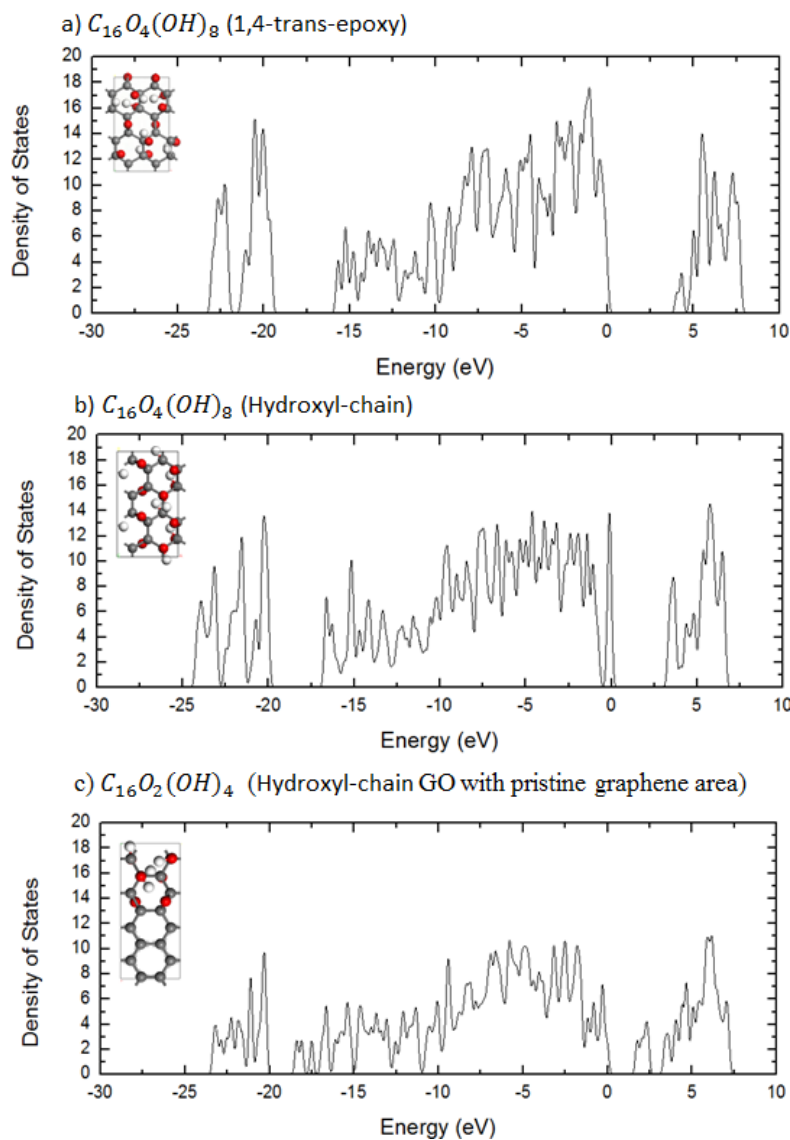 a) C₁₆O₄(OH)₈ (1,4-trans-epoxy)
20
18
16
14
12
10
8
6
4
2
0
Density of States
-30 -25 -20 -15 -10 -5 0 5 10
Energy (eV)
b) C₁₆O₄(OH)₈ (Hydroxyl-chain)
20
18
16
14
12
10
8
6
4
2
0
Density of States
-30 -25 -20 -15 -10 -5 0 5 10
Energy (eV)
c) C₁₆O₂(OH)₄ (Hydroxyl-chain GO with pristine graphene area)
20
18
16
14
12
10
8
6
4
2
0
Density of States
-30 -25 -20 -15 -10 -5 0 5 10
Energy (eV)